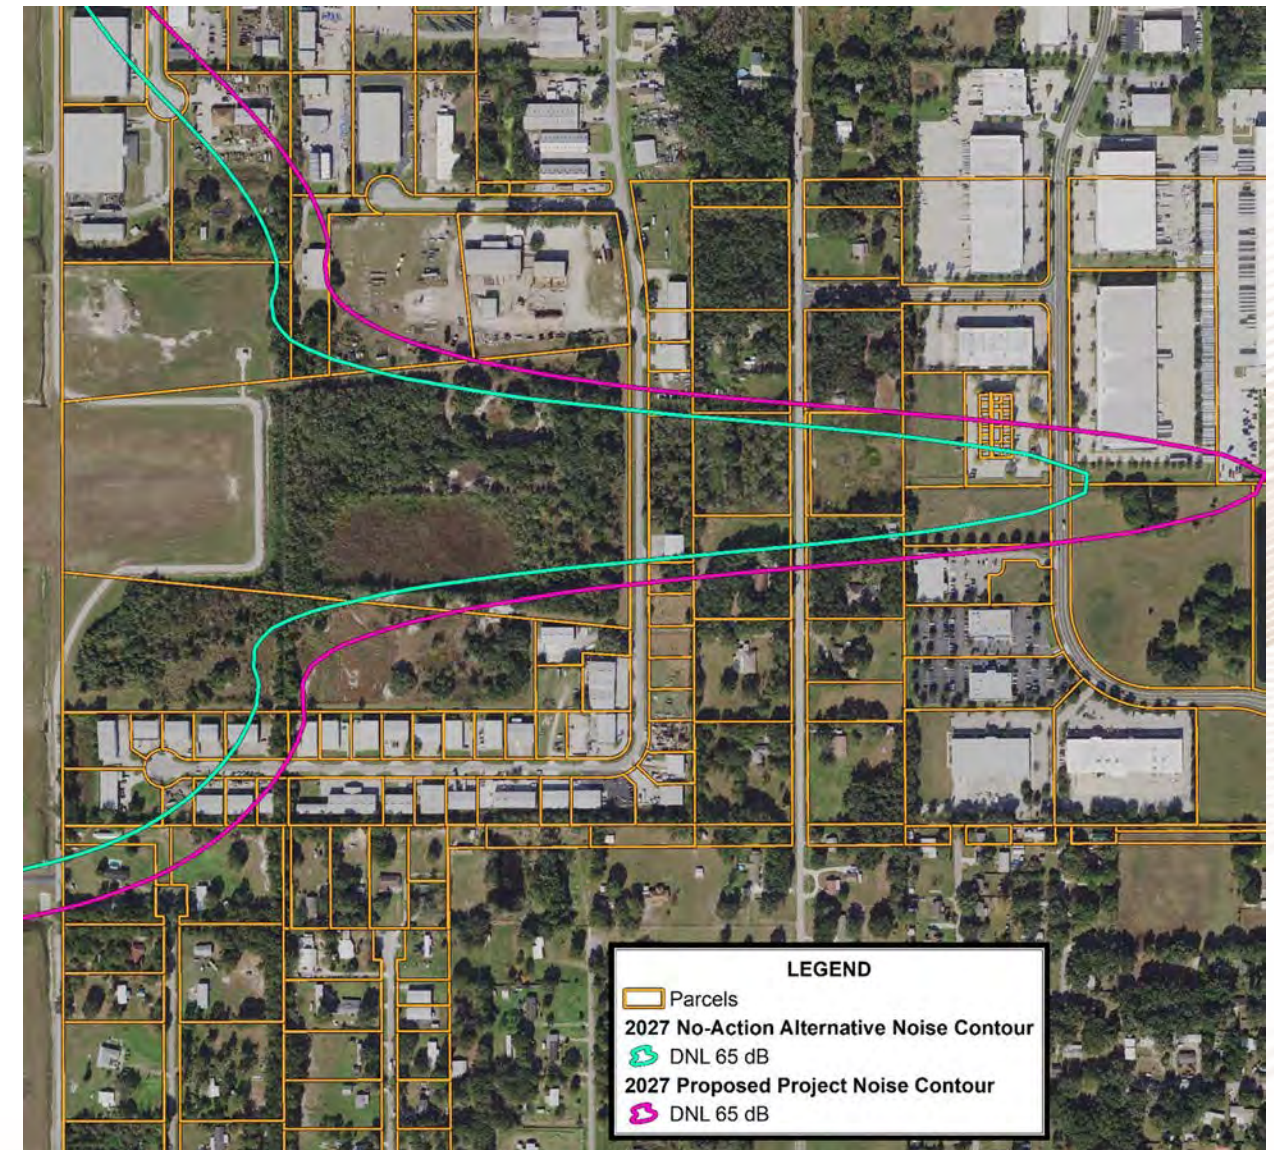 LEGEND
Parcels
2027 No-Action Alternative Noise Contour
DNL 65 dB
2027 Proposed Project Noise Contour
DNL 65 dB